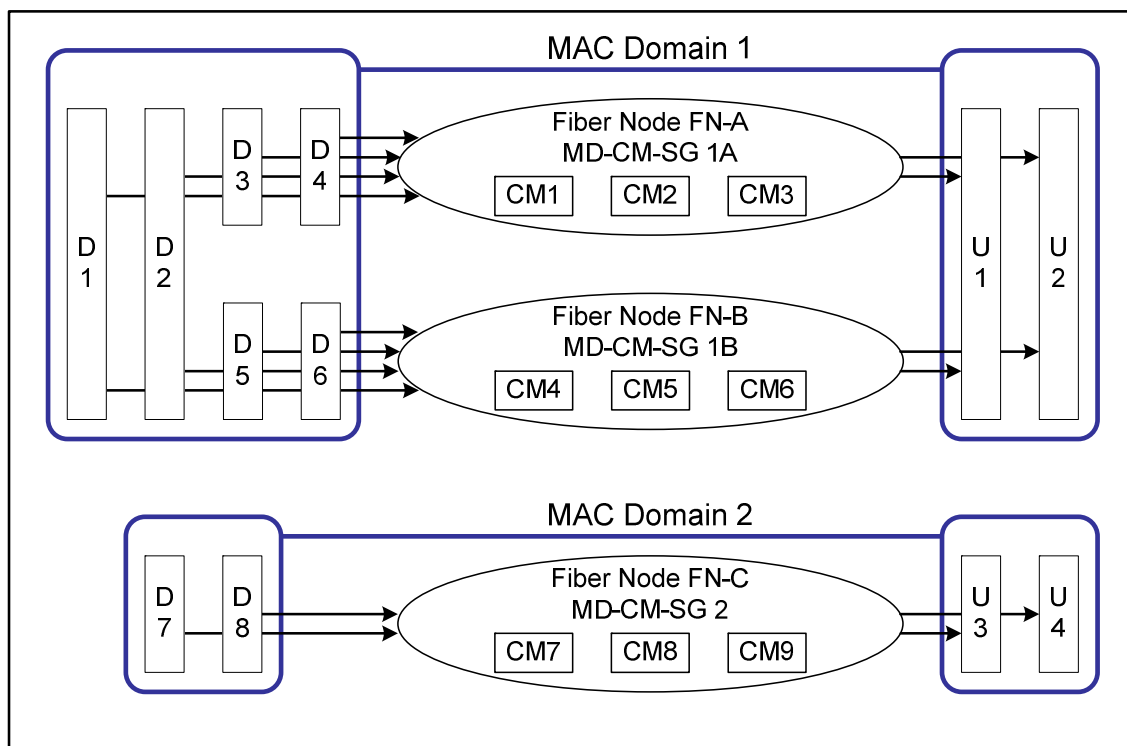 MAC Domain 1
D
1
D
2
D
3
D
4
Fiber Node FN-A
MD-CM-SG 1A
CM1 CM2 CM3
U
1
U
2
D
5
D
6
Fiber Node FN-B
MD-CM-SG 1B
CM4 CM5 CM6
MAC Domain 2
D
7
D
8
Fiber Node FN-C
MD-CM-SG 2
CM7 CM8 CM9
U
3
U
4